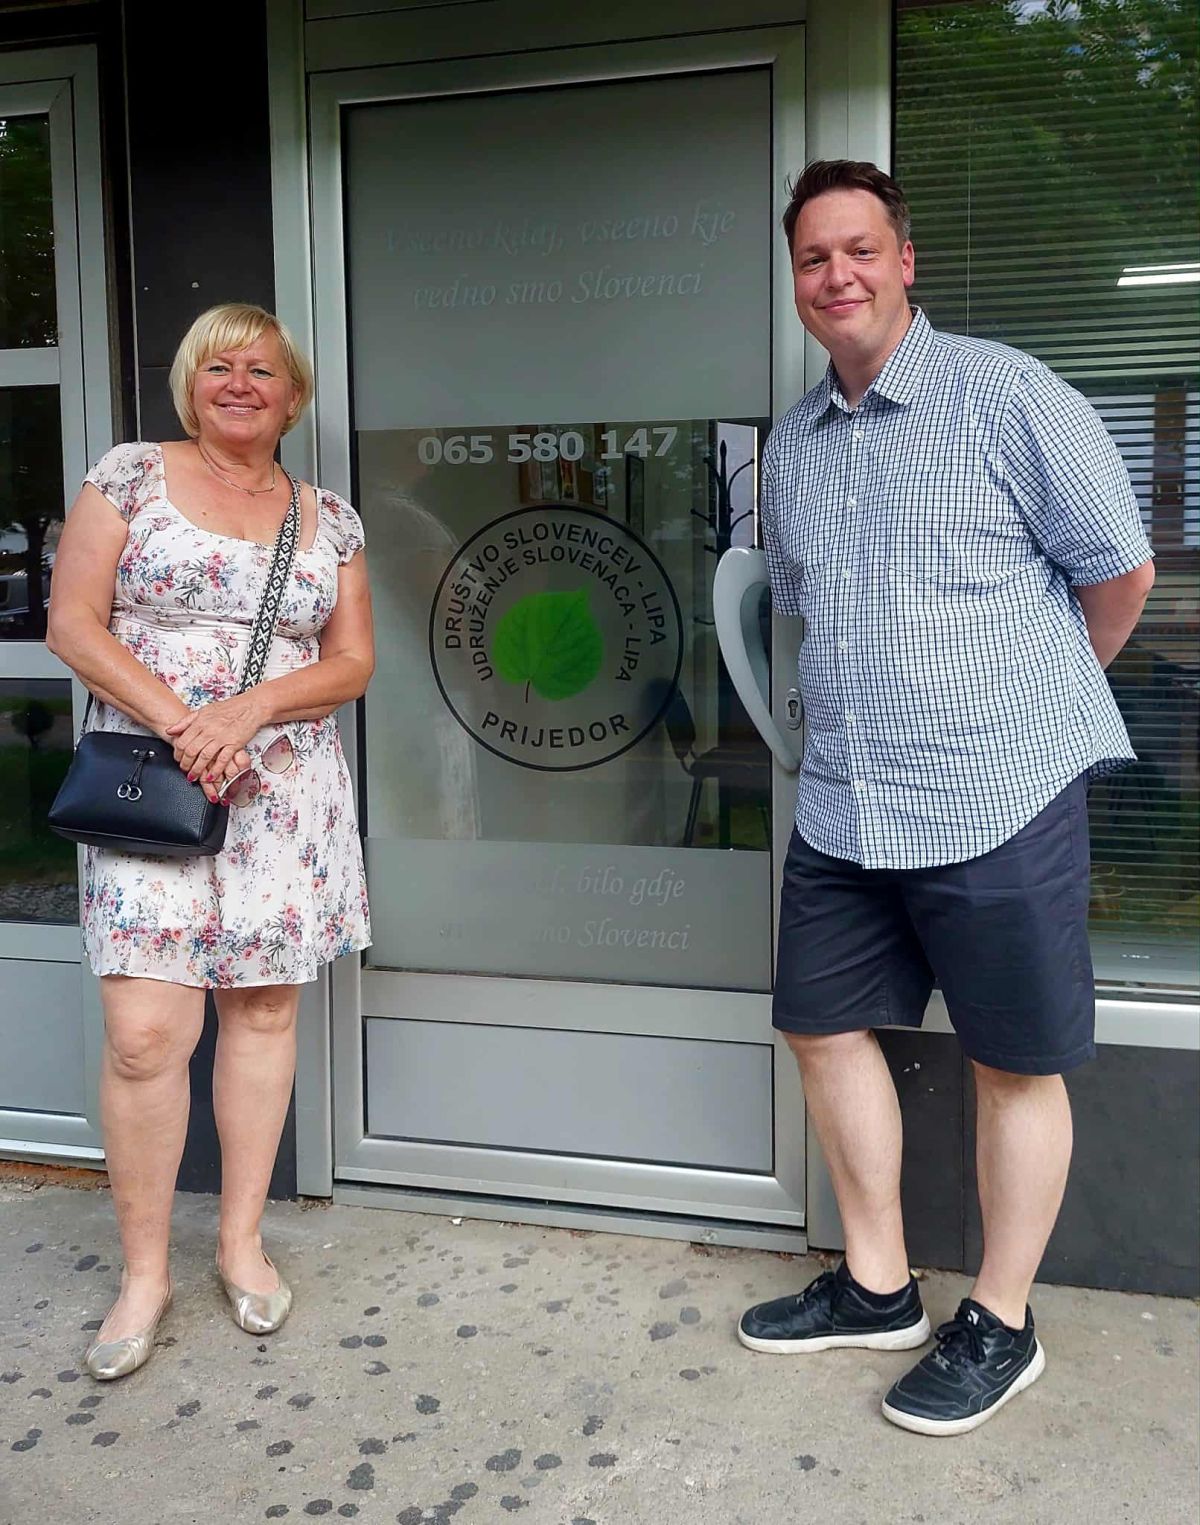 Vseeno kdaj, vseeno kje
vedno smo Slovenci
065 580 147
DRUŠTVO SLOVENCEV - LIPA
UDRUŽENJE SLOVENACA - LIPA
PRIJEDOR
bilo gdje
Slovenci